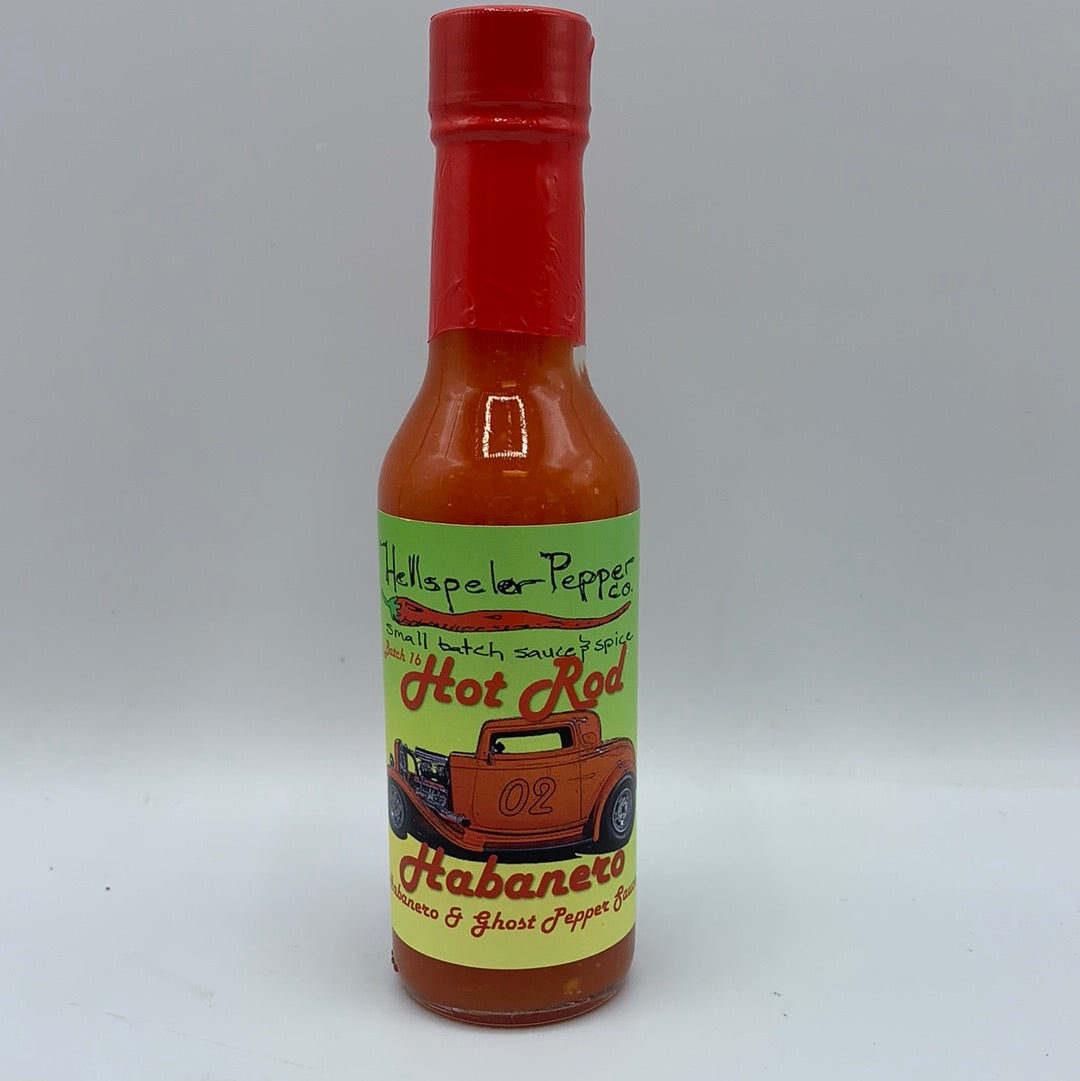 Hellspeler Pepper
co.
small batch sauce & spice
Batch 16
Hot Rod
02
Habanero
Habanero & Ghost Pepper Sauce